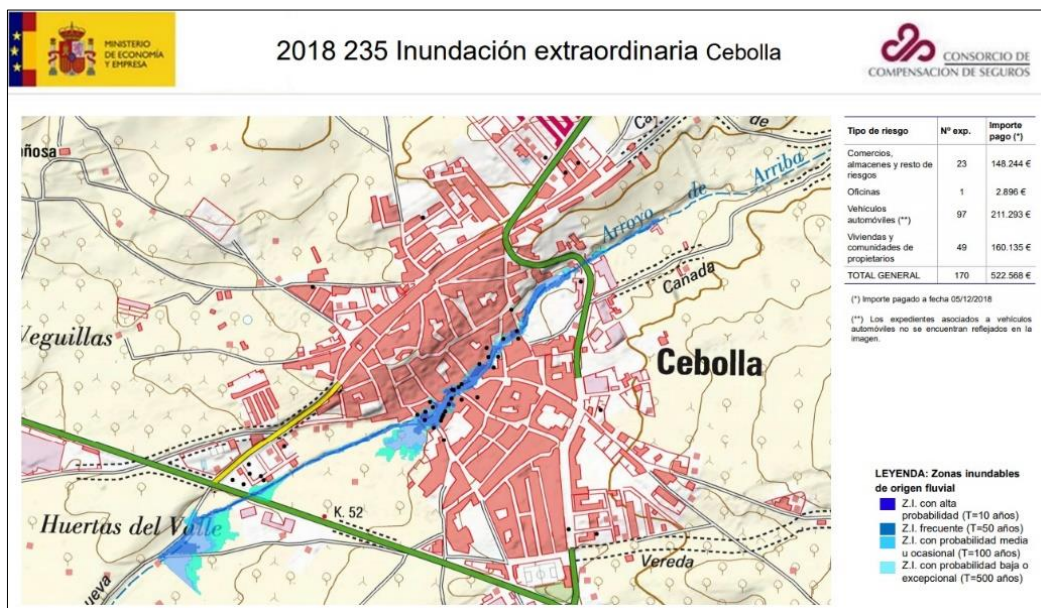 MINISTERIO
DE ECONOMÍA
Y EMPRESA
2018 235 Inundación extraordinaria Cebolla
CONSORCIO DE
COMPENSACIÓN DE SEGUROS
Tipo de riesgo Nº exp. Importe pago (*)
Comercios, almacenes y resto de riesgos 23 148.244 €
Oficinas 1 2.896 €
Vehículos automóviles (**) 97 211.293 €
Viviendas y comunidades de propietarios 49 160.135 €
TOTAL GENERAL 170 522.568 €
(*) Importe pagado a fecha 05/12/2018
(**) Los expedientes asociados a vehículos
automóviles no se encuentran reflejados en la
imagen.
de
Arroyo de Arriba
Cañada
Veguillas
Cebolla
K. 52
Huertas del Valle
Vereda
ueva
LEYENDA: Zonas inundables
de origen fluvial
Z.I. con alta
probabilidad (T=10 años)
Z.I. frecuente (T=50 años)
Z.I. con probabilidad media
u ocasional (T=100 años)
Z.I. con probabilidad baja o
excepcional (T=500 años)